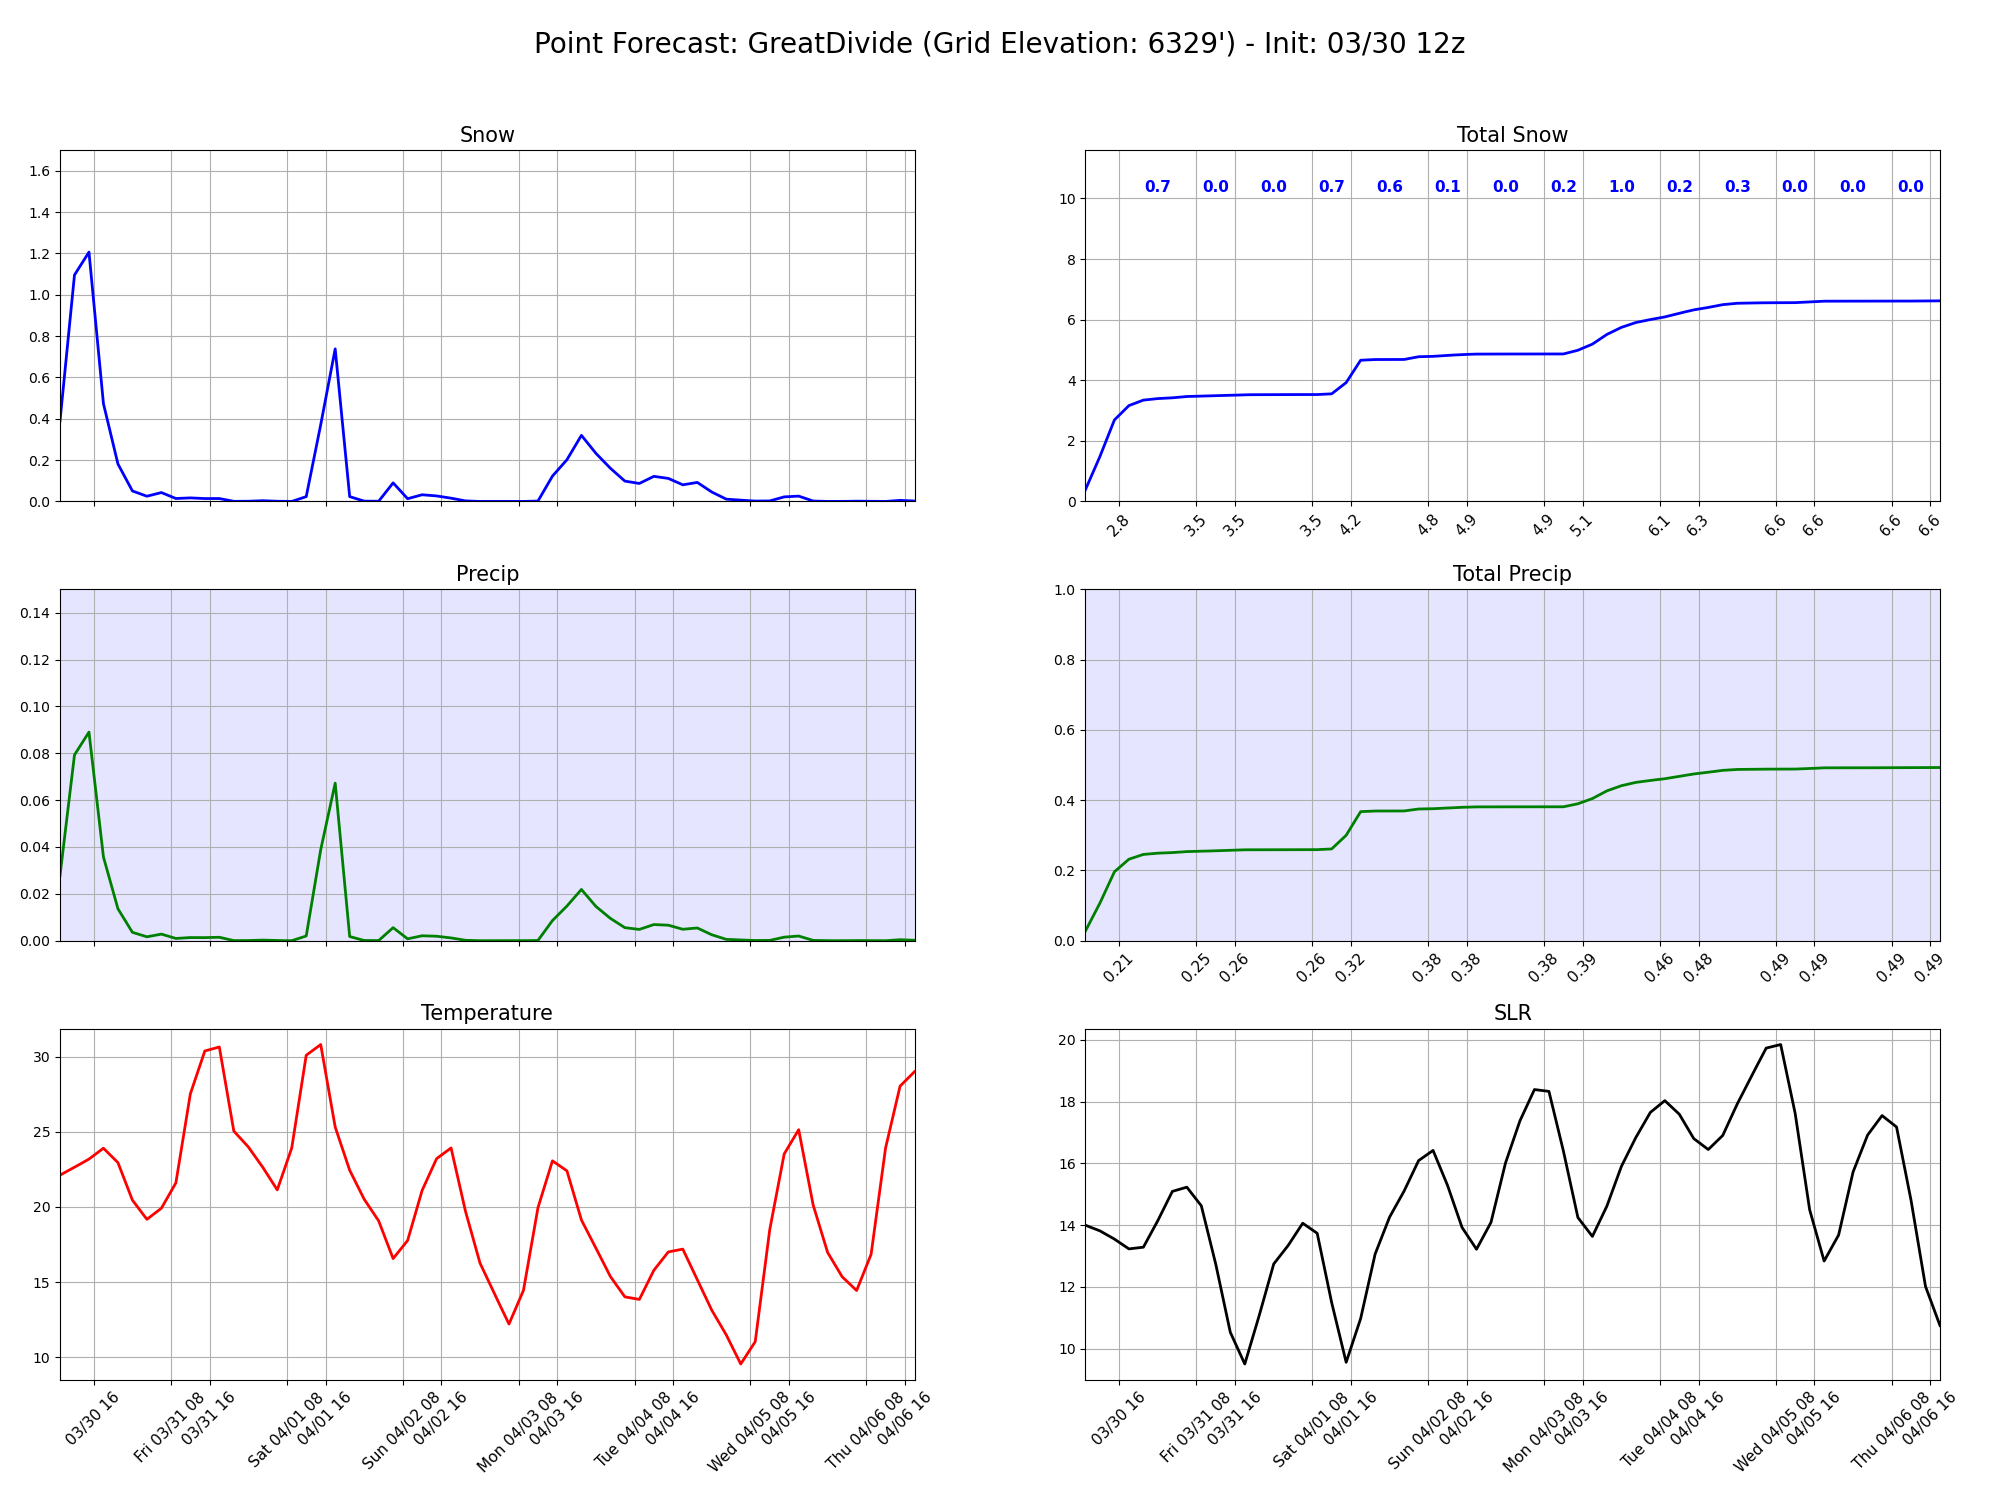 Point Forecast: GreatDivide (Grid Elevation: 6329') - Init: 03/30 12z
Snow
1.6
1.4
1.2
1.0
0.8
0.6
0.4
0.2
0.0
Total Snow
0.7 0.0 0.0 0.7 0.6 0.1 0.0 0.2 1.0 0.2 0.3 0.0 0.0 0.0
10
8
6
4
2
0
2.8 3.5 3.5 3.5 4.2 4.8 4.9 4.9 5.1 6.1 6.3 6.6 6.6 6.6 6.6
Precip
0.14
0.12
0.10
0.08
0.06
0.04
0.02
0.00
Total Precip
1.0
0.8
0.6
0.4
0.2
0.0
0.21 0.25 0.26 0.26 0.32 0.38 0.38 0.38 0.39 0.46 0.48 0.49 0.49 0.49 0.49
Temperature
30
25
20
15
10
03/30 16
Fri 03/31 08
03/31 16
Sat 04/01 08
04/01 16
Sun 04/02 08
04/02 16
Mon 04/03 08
04/03 16
Tue 04/04 08
04/04 16
Wed 04/05 08
04/05 16
Thu 04/06 08
04/06 16
SLR
20
18
16
14
12
10
03/30 16
Fri 03/31 08
03/31 16
Sat 04/01 08
04/01 16
Sun 04/02 08
04/02 16
Mon 04/03 08
04/03 16
Tue 04/04 08
04/04 16
Wed 04/05 08
04/05 16
Thu 04/06 08
04/06 16